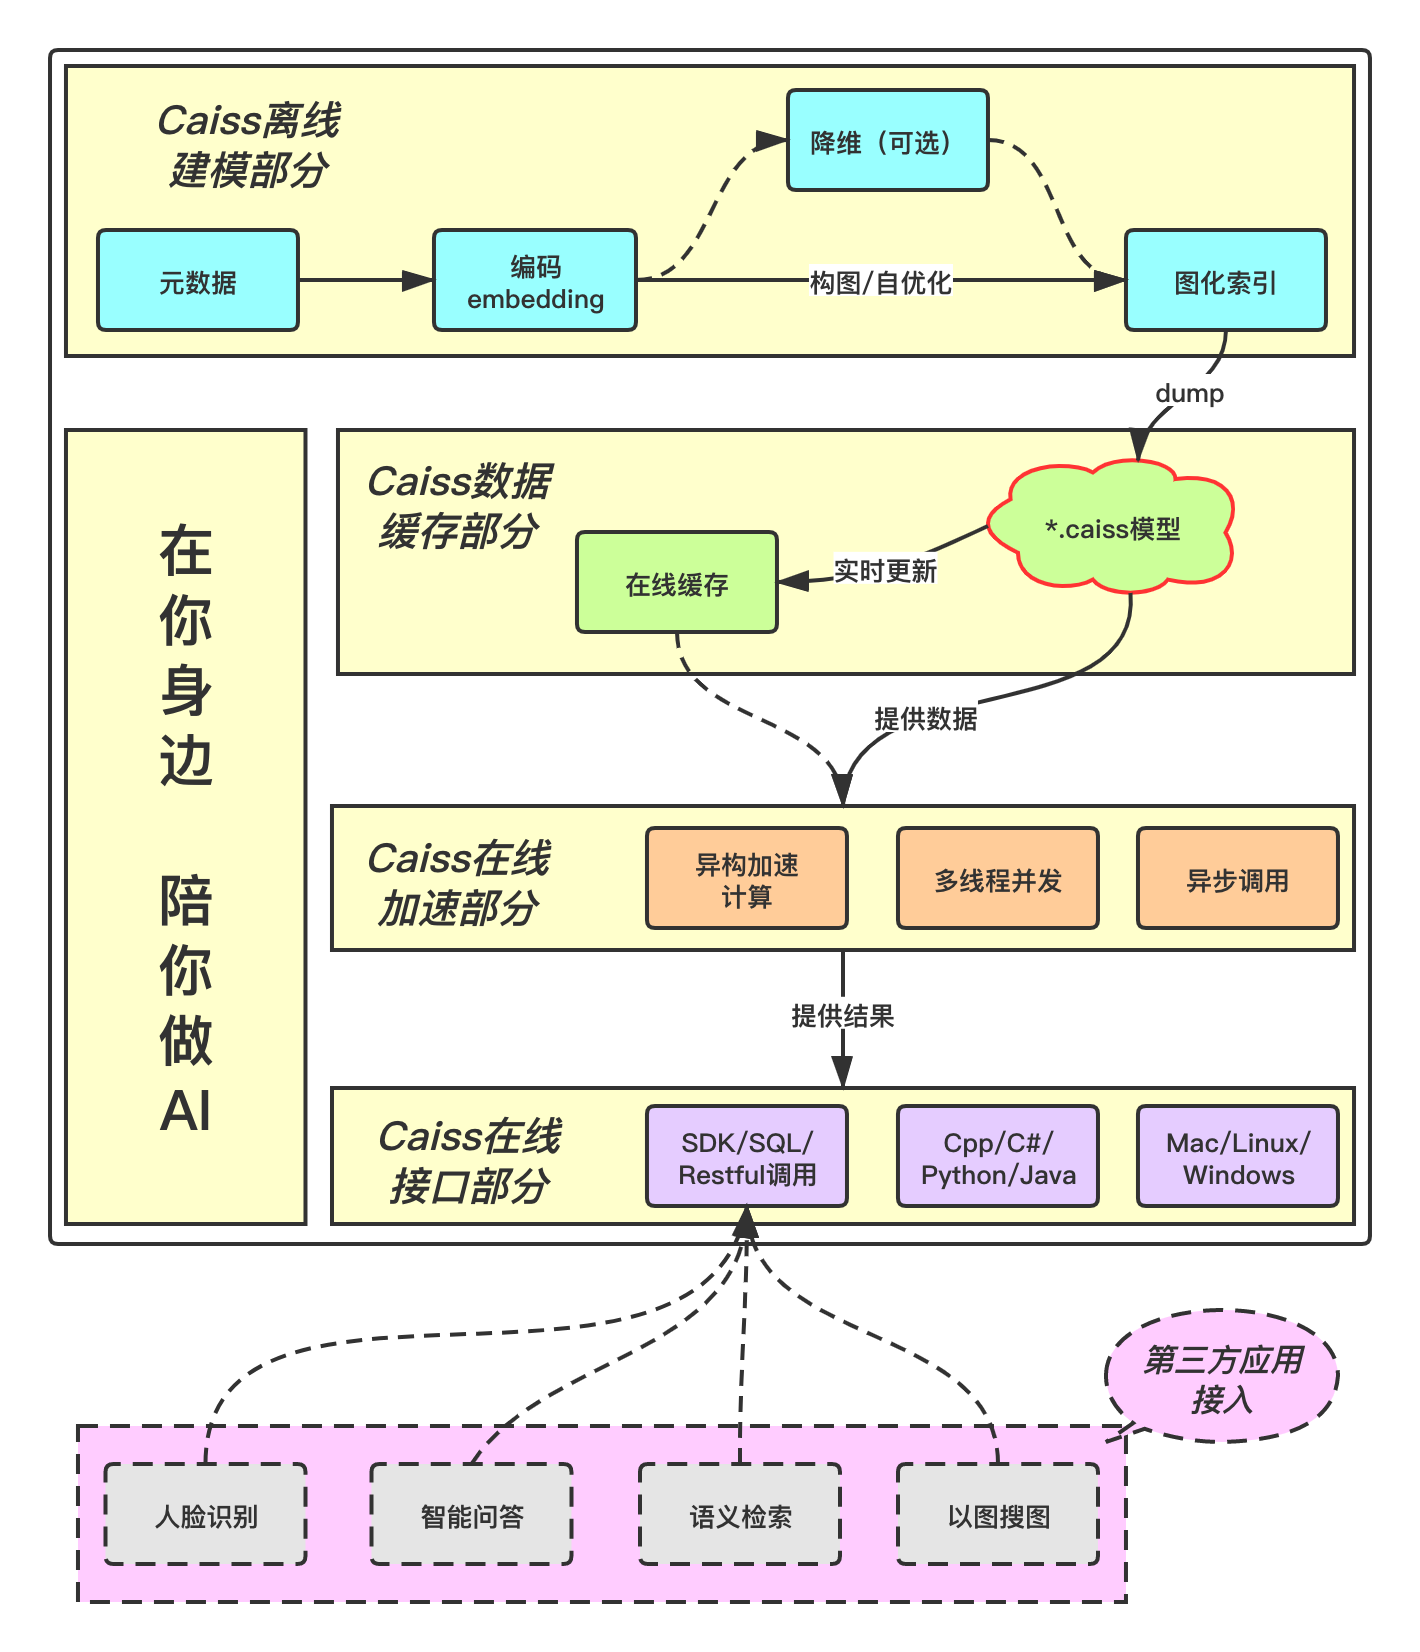 Caiss离线
建模部分
降维（可选）
元数据
编码
embedding
构图/自优化
图化索引
dump
在
你
身
边
陪
你
做
AI
Caiss数据
缓存部分
*.caiss模型
实时更新
在线缓存
提供数据
Caiss在线
加速部分
异构加速
计算
多线程并发
异步调用
提供结果
Caiss在线
接口部分
SDK/SQL/
Restful调用
Cpp/C#/
Python/Java
Mac/Linux/
Windows
第三方应用
接入
人脸识别
智能问答
语义检索
以图搜图